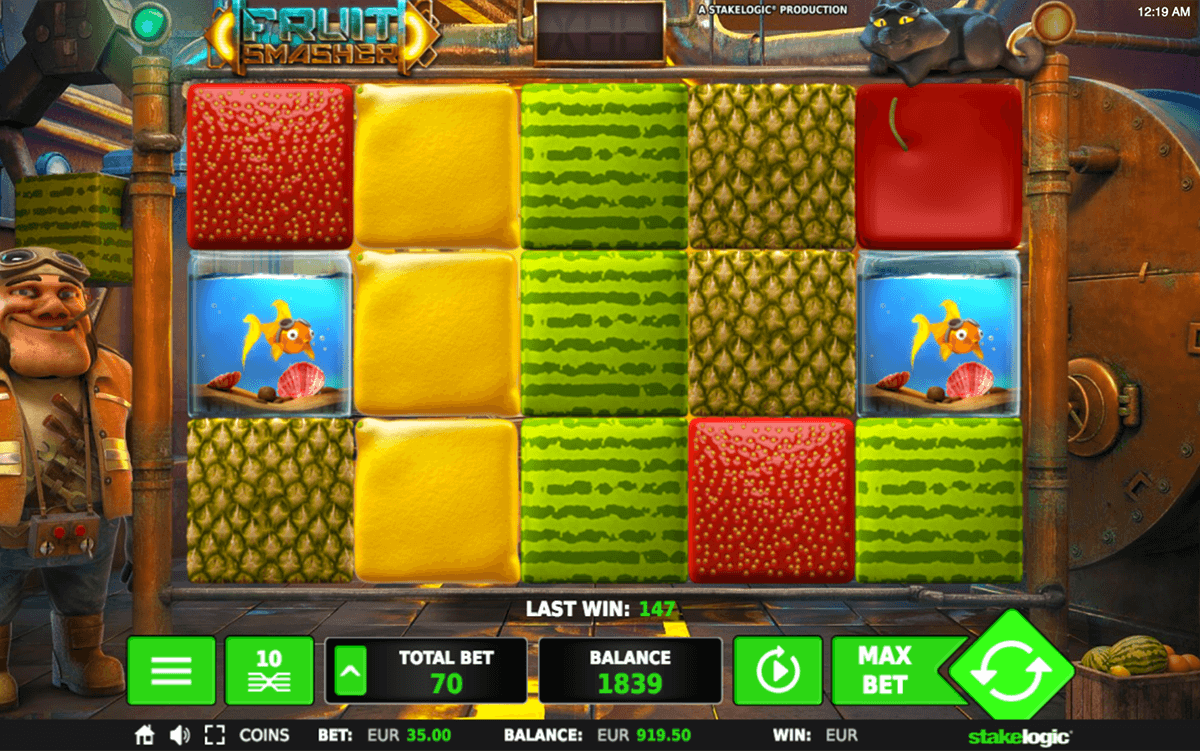 FRUIT
SMASHER
A STAKELOGIC® PRODUCTION
12:19 AM
LAST WIN: 147
10
TOTAL BET
70
BALANCE
1839
MAX
BET
COINS
BET: EUR 35.00
BALANCE: EUR 919.50
WIN: EUR
stakelogic®